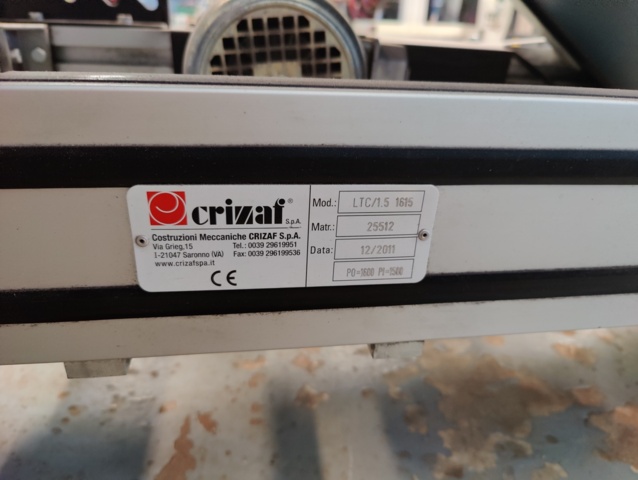 crizaf S.p.A.
Costruzioni Meccaniche CRIZAF S.p.A.
Via Grieg,15 Tel.: 0039 29619951
I-21047 Saronno (VA) Fax: 0039 296199536
www.crizafspa.it
CE
Mod.: LTC/1.5 1615
Matr.: 25512
Data: 12/2011
PO=1600 PI=1500